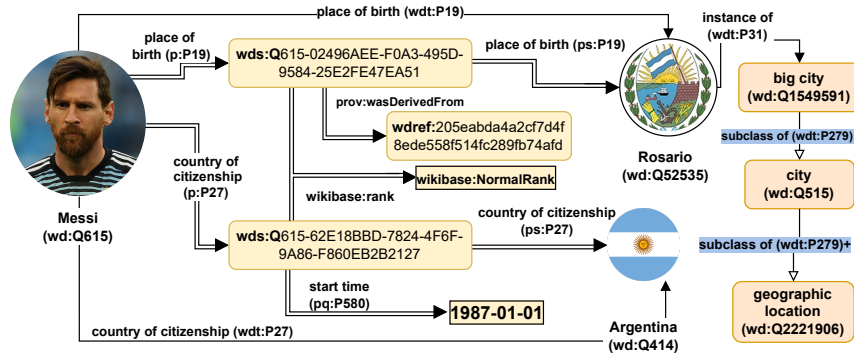 place of birth (wdt:P19)
instance of
(wdt:P31)
place of
birth (p:P19)
wds:Q615-02496AEE-F0A3-495D-
9584-25E2FE47EA51
place of birth (ps:P19)
big city
(wd:Q1549591)
prov:wasDerivedFrom
wdref:205eabda4a2cf7d4f
8ede558f514fc289fb74afd
subclass of (wdt:P279)
Rosario
(wd:Q52535)
country of
citizenship
(p:P27)
wikibase:NormalRank
city
(wd:Q515)
wikibase:rank
Messi
(wd:Q615)
country of citizenship
(ps:P27)
wds:Q615-62E18BBD-7824-4F6F-
9A86-F860EB2B2127
subclass of (wdt:P279)+
start time
(pq:P580)
1987-01-01
geographic
location
(wd:Q2221906)
country of citizenship (wdt:P27)
Argentina
(wd:Q414)